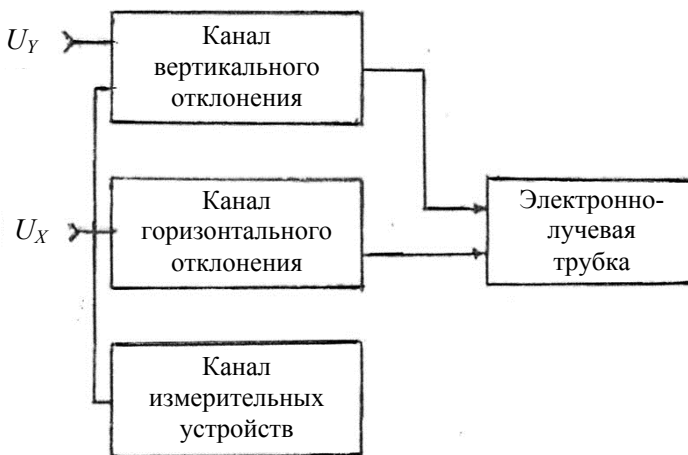 U_Y
Канал
вертикального
отклонения
U_X
Канал
горизонтального
отклонения
Электронно-
лучевая
трубка
Канал
измерительных
устройств